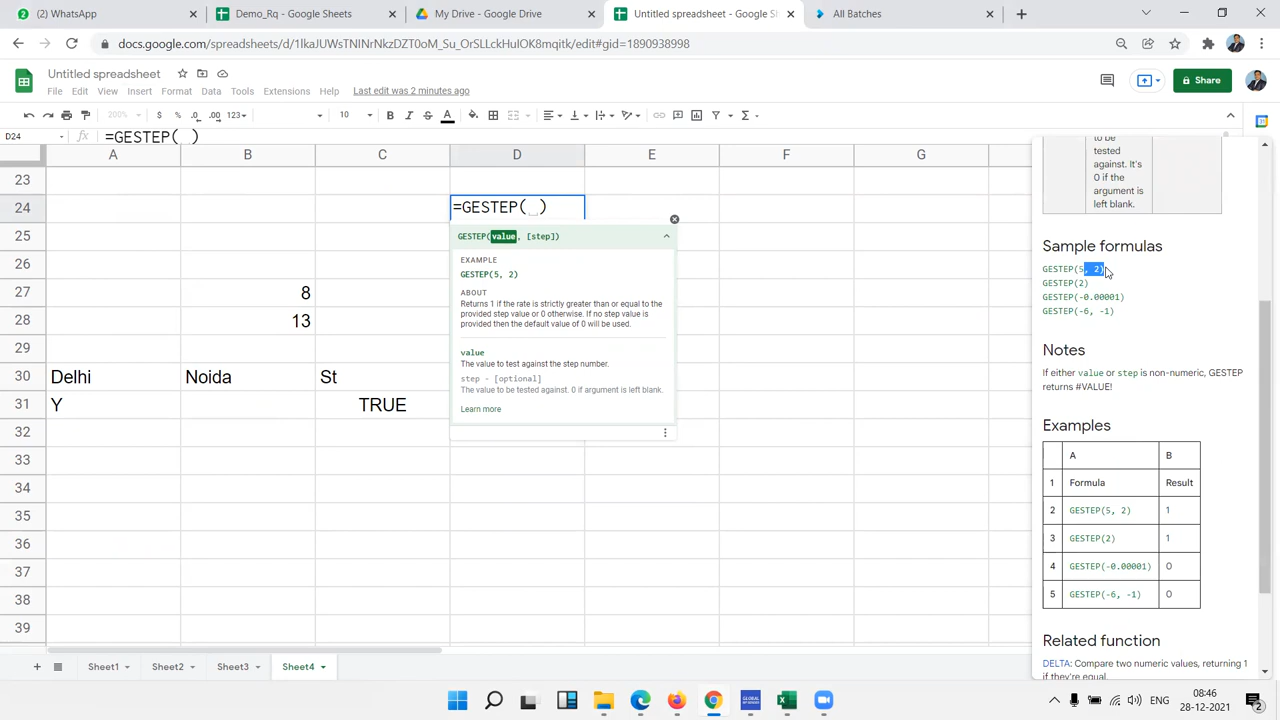 2 (2) WhatsApp
Demo_Rq - Google Sheets
My Drive - Google Drive
Untitled spreadsheet - Google Sh
All Batches
docs.google.com/spreadsheets/d/1lkaJUWsTNINrNkzDZT0oM_Su_OrSLLckHuIOK8mqitk/edit#gid=1890938998
Untitled spreadsheet
File Edit View Insert Format Data Tools Extensions Help Last edit was 2 minutes ago
Share
200% $ % .0 .00 123 10 B I S A
D24 fx =GESTEP( )
A B C D E F G
23
24 =GESTEP( )
25
26
27 8
28 13
29
30 Delhi Noida St
31 Y TRUE
32
33
34
35
36
37
38
39
GESTEP(value, [step])
EXAMPLE
GESTEP(5, 2)
ABOUT
Returns 1 if the rate is strictly greater than or equal to the
provided step value or 0 otherwise. If no step value is
provided then the default value of 0 will be used.
value
The value to test against the step number.
step - [optional]
The value to be tested against. 0 if argument is left blank.
Learn more
to be
tested
against. It's
0 if the
argument is
left blank.
Sample formulas
GESTEP(5, 2)
GESTEP(2)
GESTEP(-0.00001)
GESTEP(-6, -1)
Notes
If either value or step is non-numeric, GESTEP
returns #VALUE!
Examples
A B
1 Formula Result
2 GESTEP(5, 2) 1
3 GESTEP(2) 1
4 GESTEP(-0.00001) 0
5 GESTEP(-6, -1) 0
Related function
DELTA: Compare two numeric values, returning 1
if they're equal.
Sheet1 Sheet2 Sheet3 Sheet4
ENG 08:46
28-12-2021 2